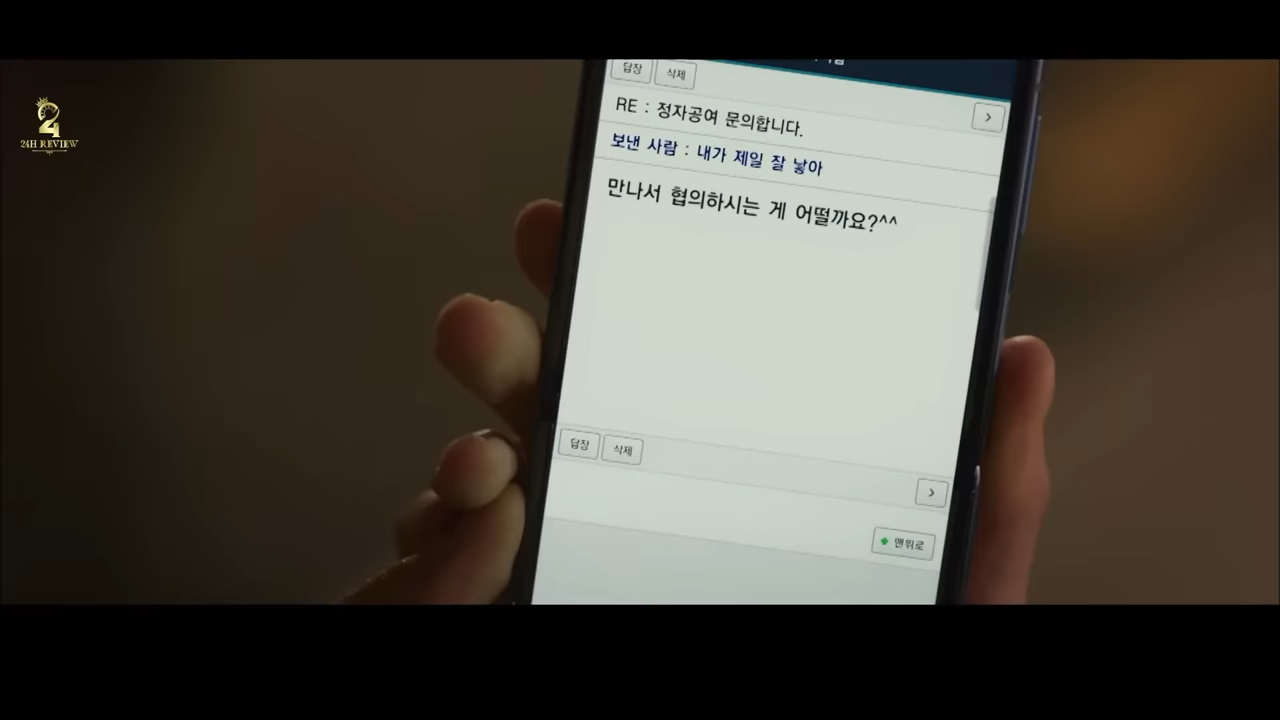 24H REVIEW
답장 삭제
RE : 정자공여 문의합니다.
보낸 사람 : 내가 제일 잘 낳아
만나서 협의하시는 게 어떨까요?^^
답장 삭제
맨위로